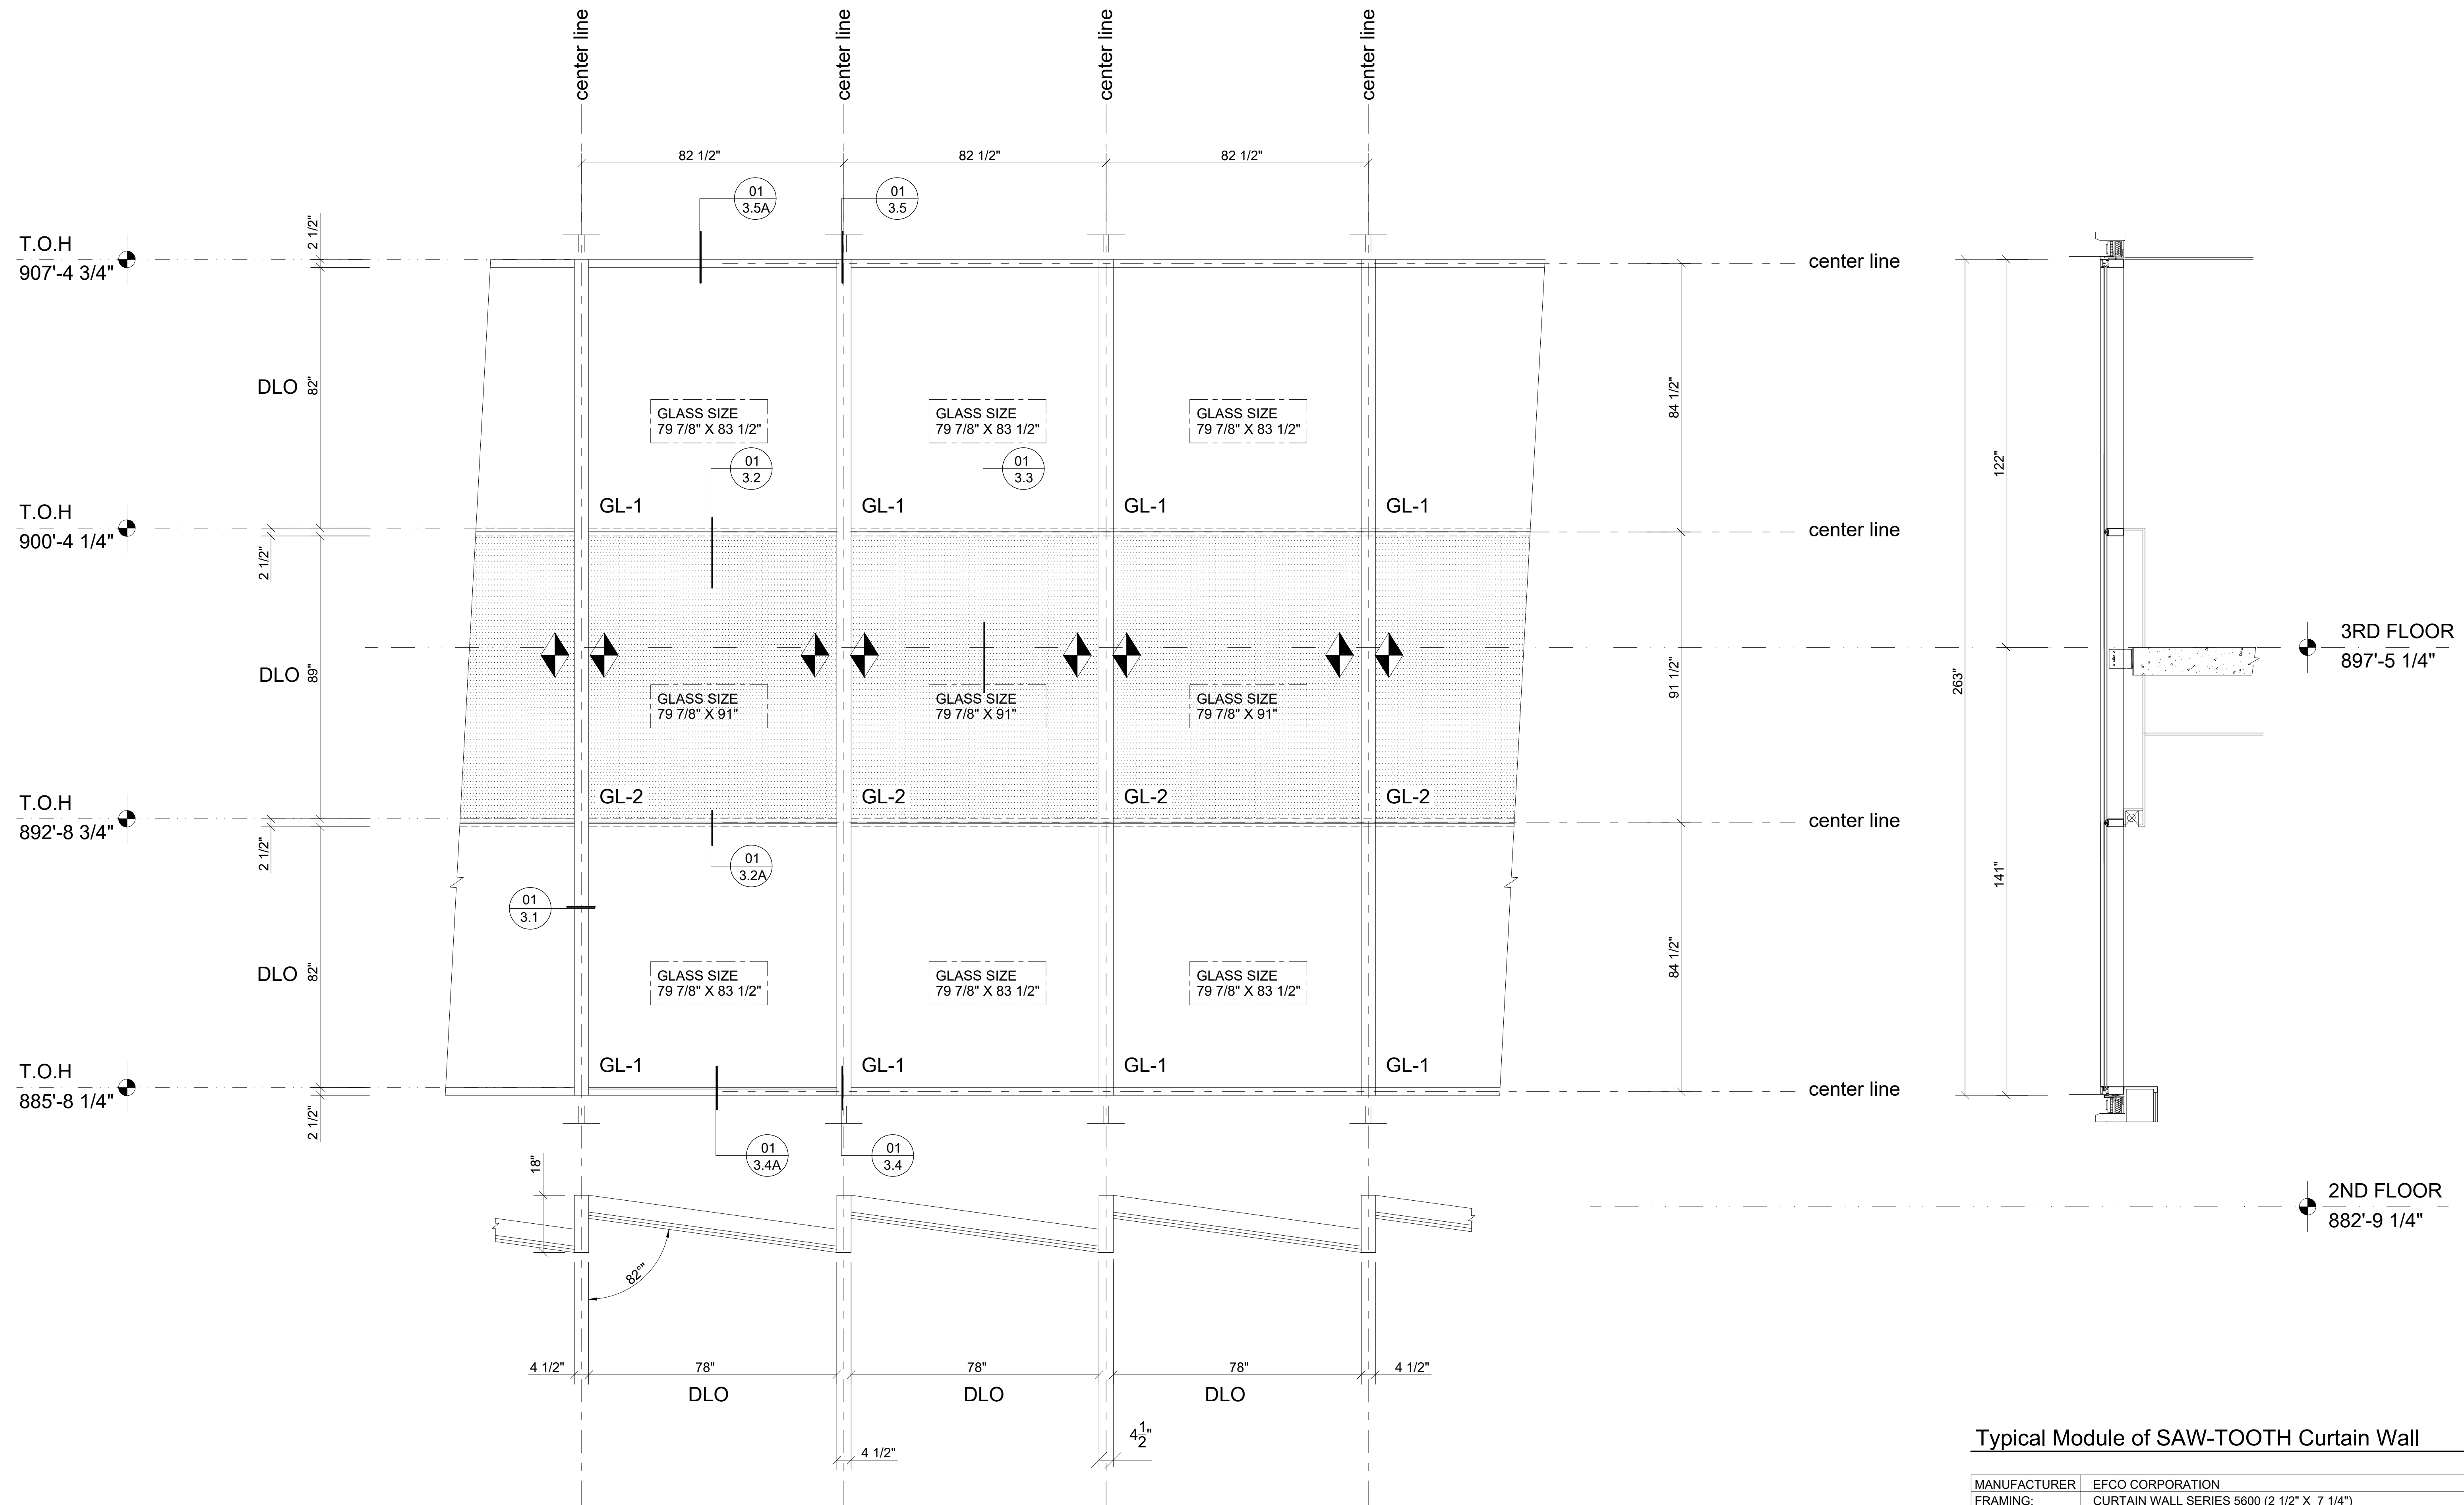 center line
center line
center line
center line
82 1/2"
82 1/2"
82 1/2"
01
3.5A
01
3.5
2 1/2"
T.O.H
907'-4 3/4"
center line
DLO 82"
84 1/2"
GLASS SIZE
79 7/8" X 83 1/2"
GLASS SIZE
79 7/8" X 83 1/2"
GLASS SIZE
79 7/8" X 83 1/2"
122"
01
3.2
01
3.3
GL-1
GL-1
GL-1
GL-1
T.O.H
900'-4 1/4"
center line
2 1/2"
3RD FLOOR
897'-5 1/4"
DLO 89"
91 1/2"
263"
GLASS SIZE
79 7/8" X 91"
GLASS SIZE
79 7/8" X 91"
GLASS SIZE
79 7/8" X 91"
GL-2
GL-2
GL-2
GL-2
T.O.H
892'-8 3/4"
center line
2 1/2"
01
3.2A
141"
01
3.1
DLO 82"
84 1/2"
GLASS SIZE
79 7/8" X 83 1/2"
GLASS SIZE
79 7/8" X 83 1/2"
GLASS SIZE
79 7/8" X 83 1/2"
GL-1
GL-1
GL-1
GL-1
T.O.H
885'-8 1/4"
center line
2 1/2"
01
3.4A
01
3.4
18"
2ND FLOOR
882'-9 1/4"
82°"
4 1/2"
78"
78"
78"
4 1/2"
DLO
DLO
DLO
4 1/2"
4 1/2"
Typical Module of SAW-TOOTH Curtain Wall
MANUFACTURER EFCO CORPORATION
FRAMING: CURTAIN WALL SERIES 5600 (2 1/2" X 7 1/4")